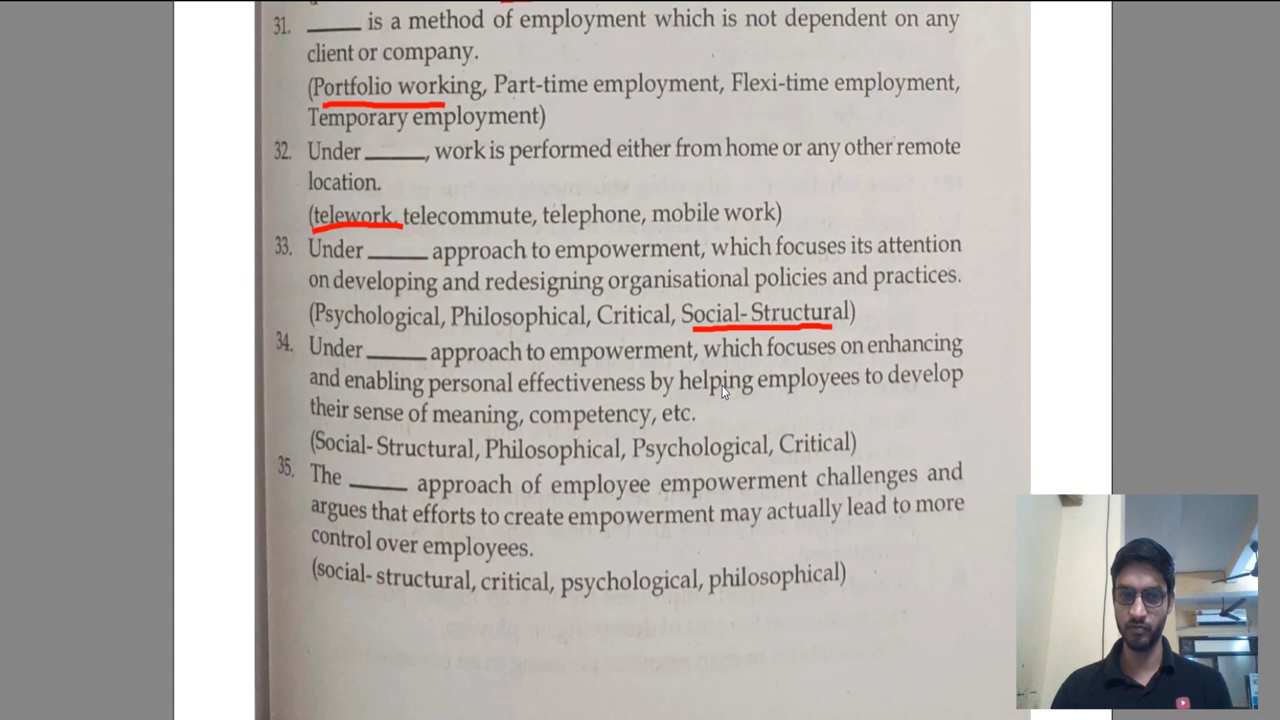 31. _____ is a method of employment which is not dependent on any
client or company.
(Portfolio working, Part-time employment, Flexi-time employment,
Temporary employment)
32. Under _____, work is performed either from home or any other remote
location.
(telework, telecommute, telephone, mobile work)
33. Under _____ approach to empowerment, which focuses its attention
on developing and redesigning organisational policies and practices.
(Psychological, Philosophical, Critical, Social-Structural)
34. Under _____ approach to empowerment, which focuses on enhancing
and enabling personal effectiveness by helping employees to develop
their sense of meaning, competency, etc.
(Social-Structural, Philosophical, Psychological, Critical)
35. The _____ approach of employee empowerment challenges and
argues that efforts to create empowerment may actually lead to more
control over employees.
(social-structural, critical, psychological, philosophical)